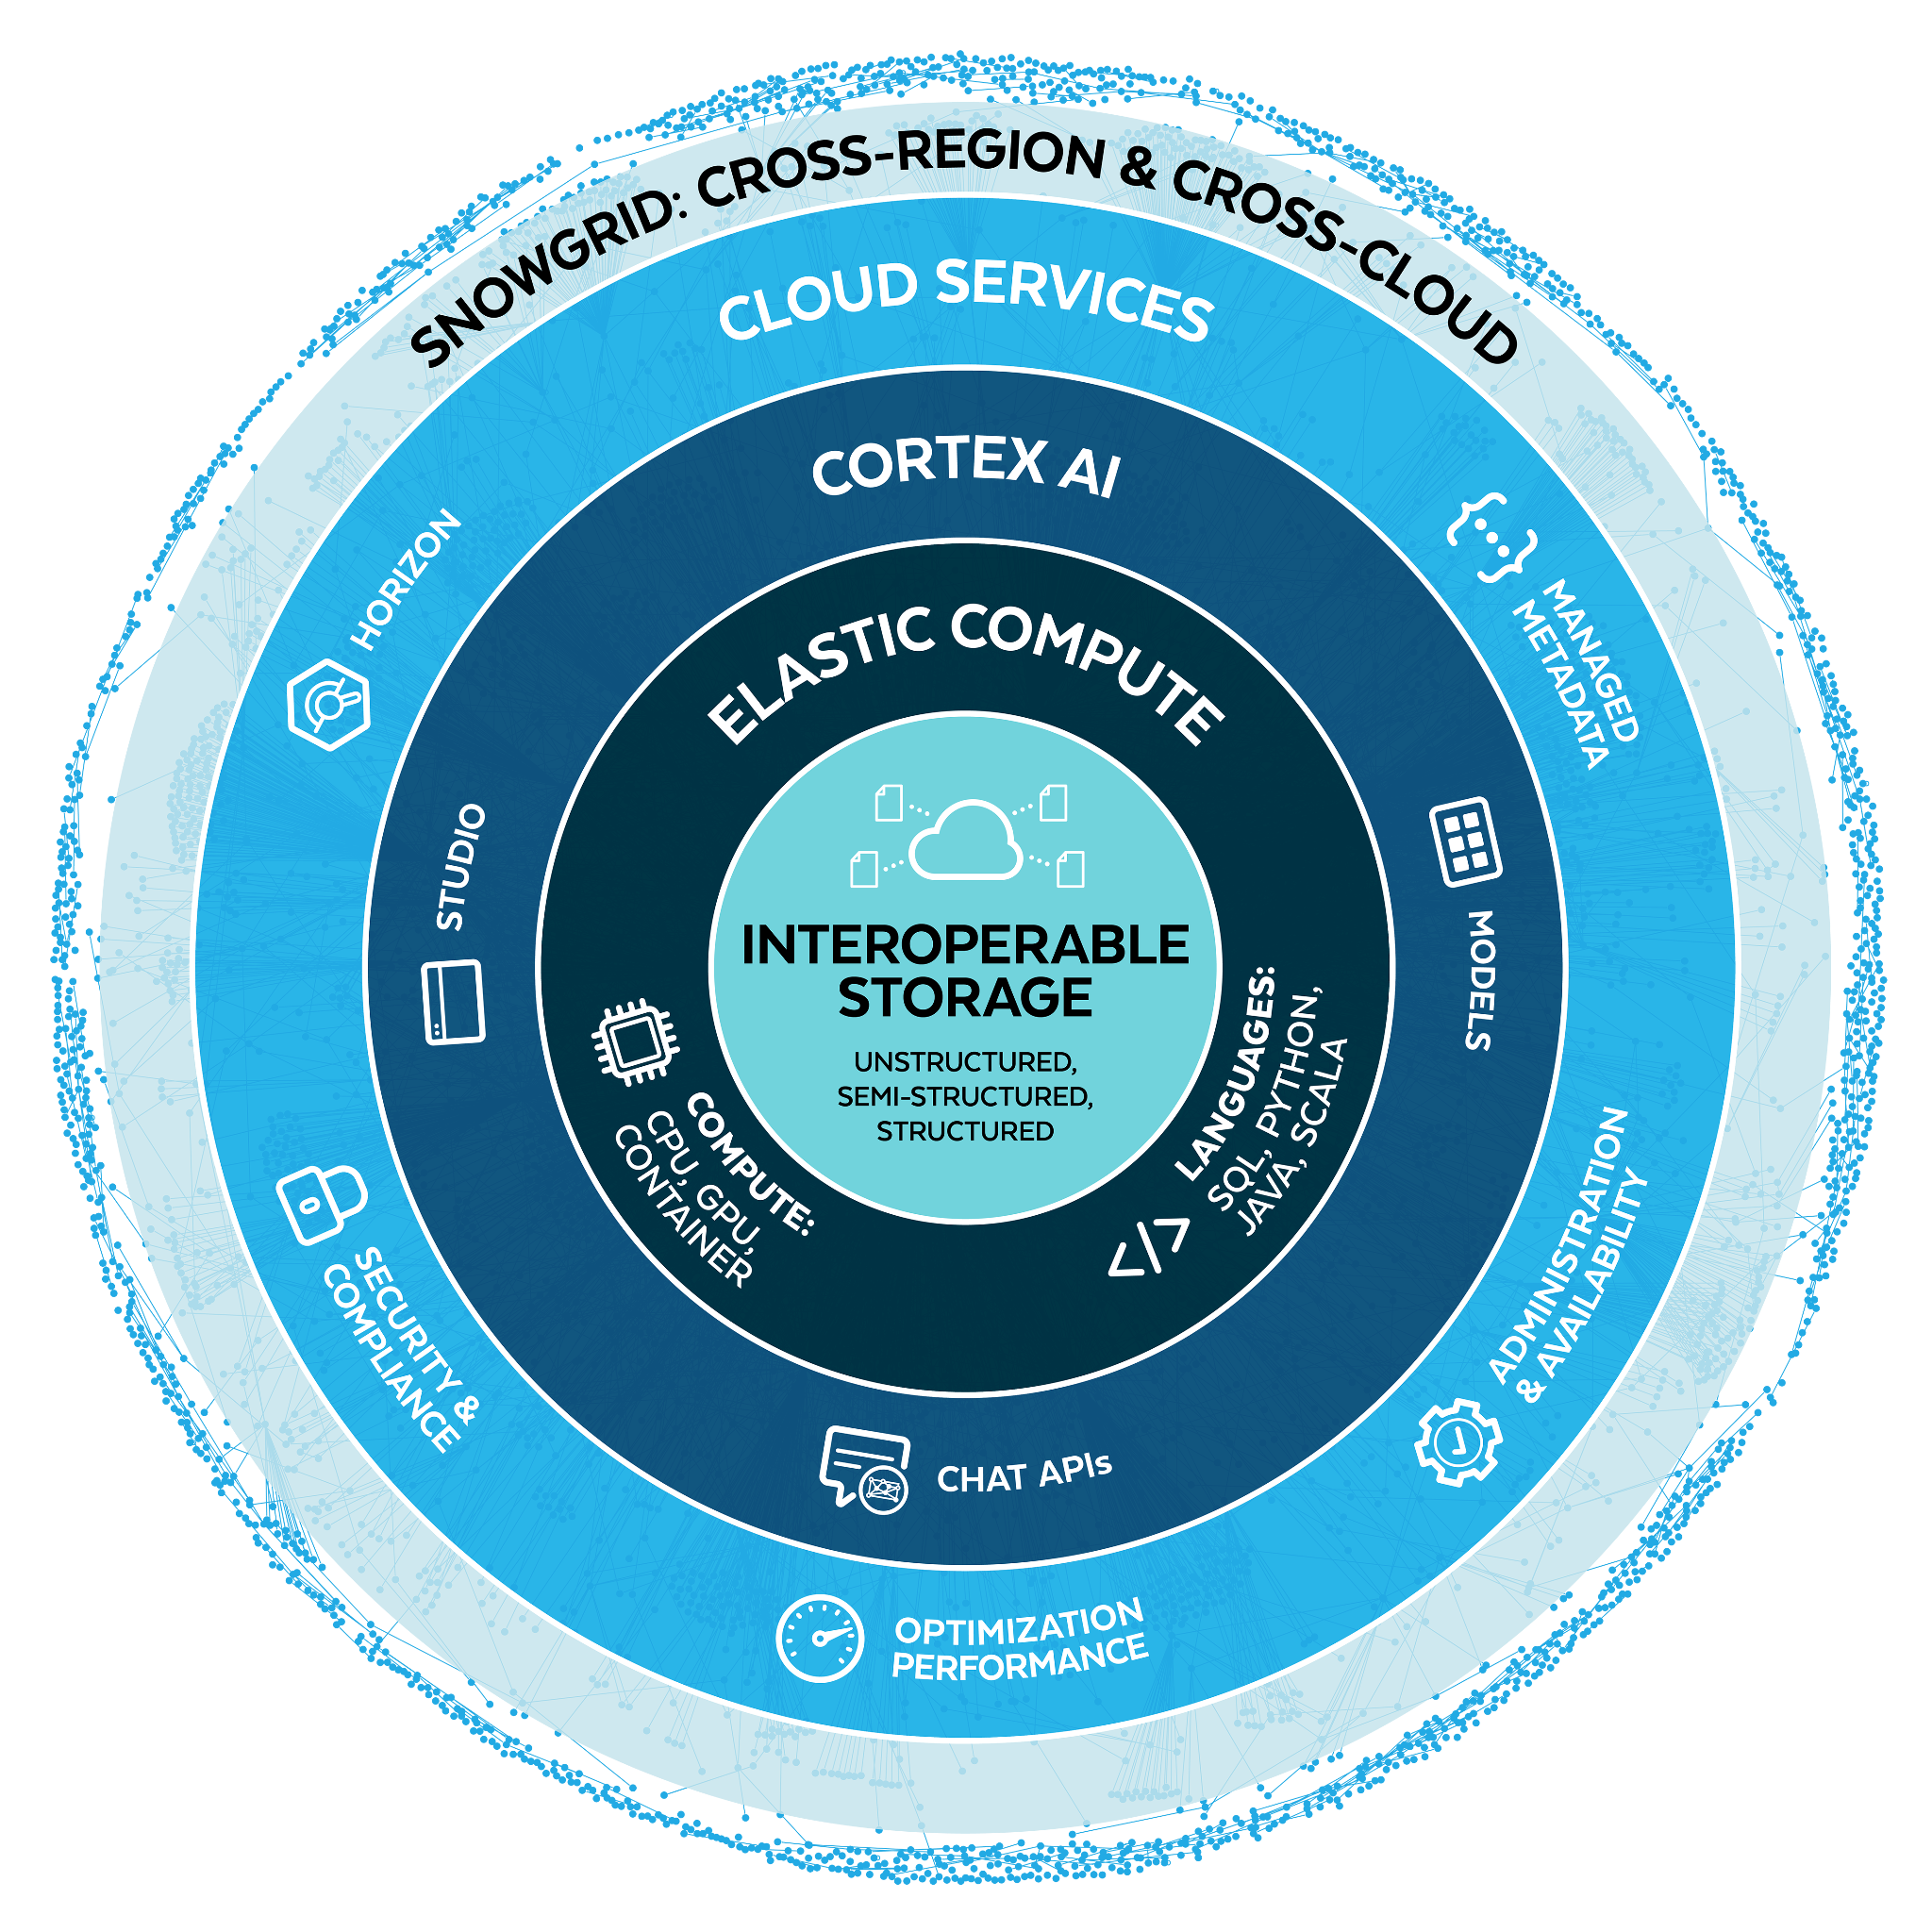 SNOWGRID: CROSS-REGION & CROSS-CLOUD
CLOUD SERVICES
HORIZON
MANAGED
METADATA
SECURITY &
COMPLIANCE
ADMINISTRATION
& AVAILABILITY
OPTIMIZATION
PERFORMANCE
CORTEX AI
STUDIO
MODELS
CHAT APIs
ELASTIC COMPUTE
COMPUTE:
CPU, GPU,
CONTAINER
LANGUAGES:
SQL, PYTHON,
JAVA, SCALA
</>
INTEROPERABLE
STORAGE
UNSTRUCTURED,
SEMI-STRUCTURED,
STRUCTURED